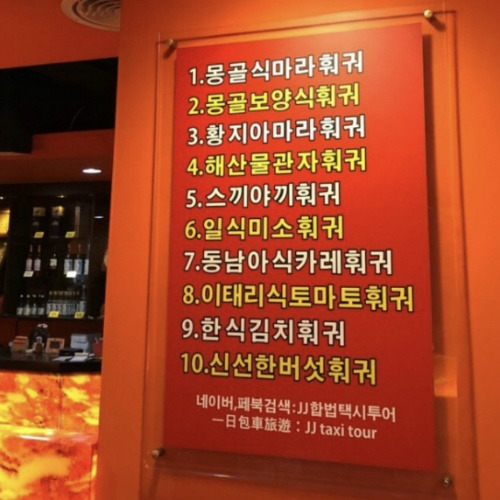 1.몽골식마라훠궈
2.몽골보양식훠궈
3.황지아마라훠궈
4.해산물관자훠궈
5.스끼야끼훠궈
6.일식미소훠궈
7.동남아식카레훠궈
8.이태리식토마토훠궈
9.한식김치훠궈
10.신선한버섯훠궈
네이버,페북검색:JJ합법택시투어
一日包車旅遊：JJ taxi tour